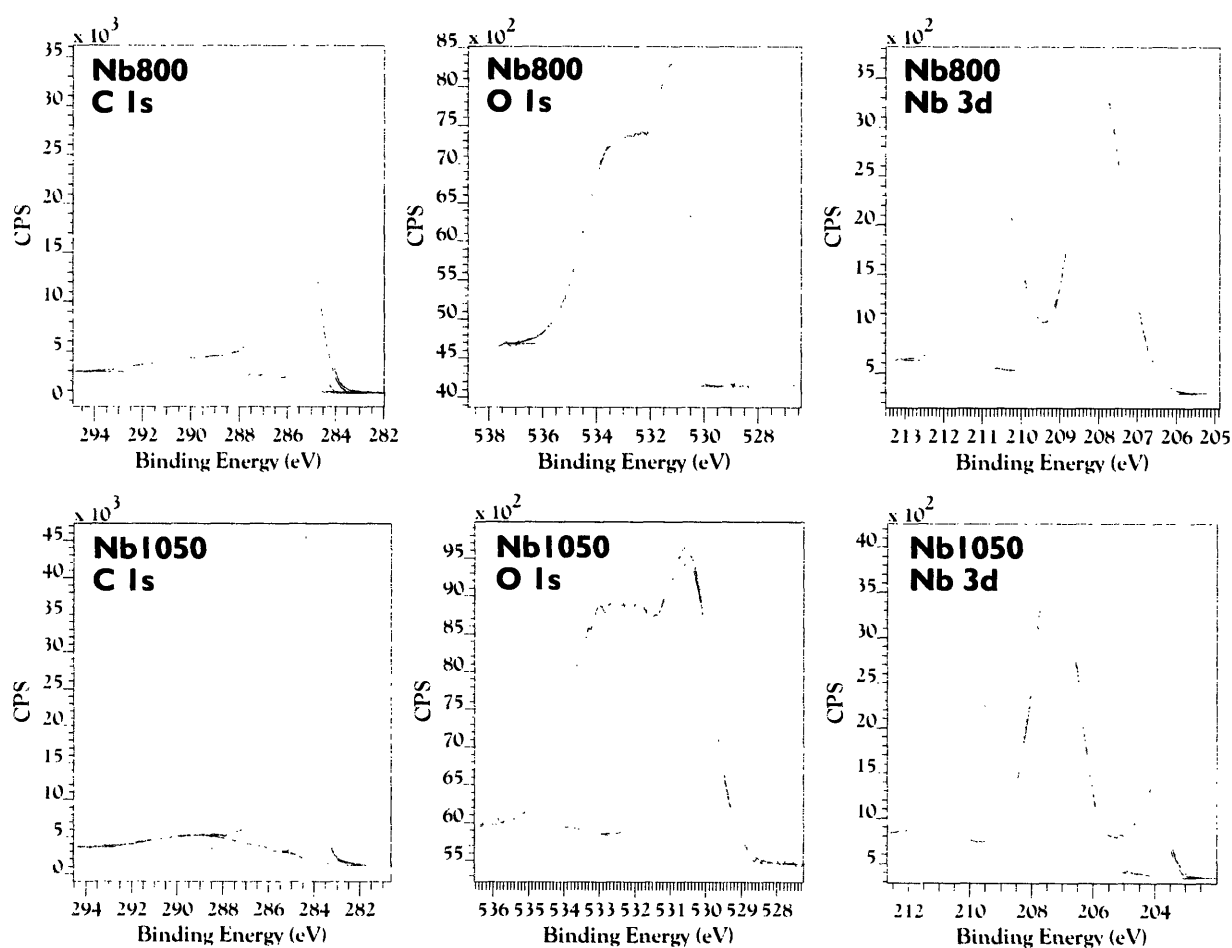 x 10^3
35
30
25
20
15
10
5
0
CPS
Nb800
C 1s
294 292 290 288 286 284 282
Binding Energy (eV)
x 10^2
85
80
75
70
65
60
55
50
45
40
CPS
Nb800
O 1s
538 536 534 532 530 528
Binding Energy (eV)
x 10^2
35
30
25
20
15
10
5
CPS
Nb800
Nb 3d
213 212 211 210 209 208 207 206 205
Binding Energy (eV)
x 10^3
45
40
35
30
25
20
15
10
5
0
CPS
Nb1050
C 1s
294 292 290 288 286 284 282
Binding Energy (eV)
x 10^2
95
90
85
80
75
70
65
60
55
CPS
Nb1050
O 1s
536 535 534 533 532 531 530 529 528
Binding Energy (eV)
x 10^2
40
35
30
25
20
15
10
5
CPS
Nb1050
Nb 3d
212 210 208 206 204
Binding Energy (eV)